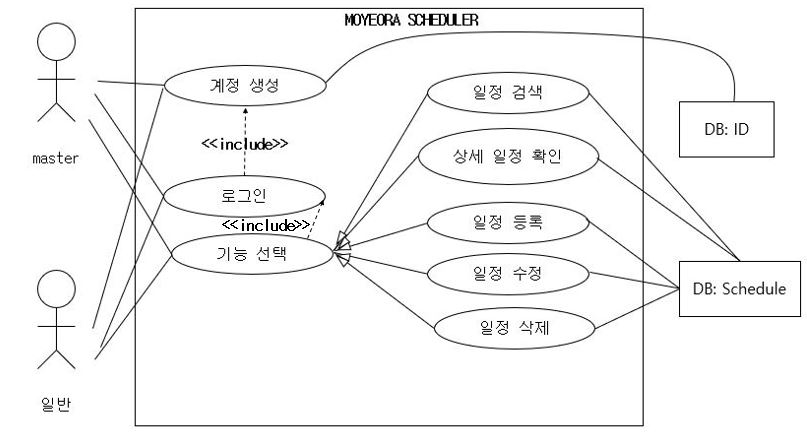 MOYEORA SCHEDULER
계정 생성
일정 검색
DB: ID
<<include>>
상세 일정 확인
master
로그인
<<include>>
일정 등록
기능 선택
일정 수정
DB: Schedule
일정 삭제
일반